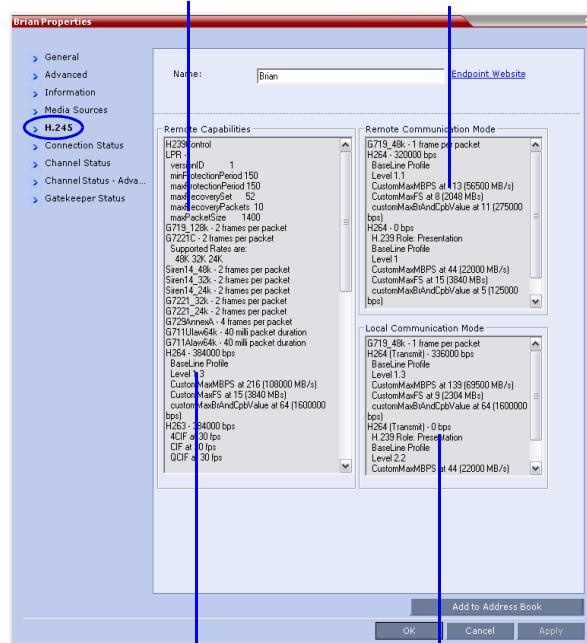 Brian Properties
General
Advanced
Information
Media Sources
H.245
Connection Status
Channel Status
Channel Status - Adva...
Gatekeeper Status
Name:
Brian
Endpoint Website
Remote Capabilities
H239Control
LPR -
versionID 1
minProtectionPeriod 150
maxProtectionPeriod 150
maxRecoverySet 52
maxRecoveryPackets 10
maxPacketSize 1400
G719_128k - 2 frames per packet
G7221C - 2 frames per packet
Supported Rates are:
48K 32K 24K
Siren14_48k - 2 frames per packet
Siren14_32k - 2 frames per packet
Siren14_24k - 2 frames per packet
G7221_32k - 2 frames per packet
G7221_24k - 2 frames per packet
G729AnnexA - 4 frames per packet
G711Ulaw64k - 40 milli packet duration
G711Alaw64k - 40 milli packet duration
H264 - 384000 bps
BaseLine Profile
Level 1.3
CustomMaxMBPS at 216 (108000 MB/s)
CustomMaxFS at 15 (3840 MB)
customMaxBrAndCpbValue at 64 (1600000
bps)
H263 - 384000 bps
4CIF at 30 fps
CIF at 30 fps
QCIF at 30 fps
Remote Communication Mode
G719_48k - 1 frame per packet
H264 - 320000 bps
BaseLine Profile
Level 1.1
CustomMaxMBPS at 113 (56500 MB/s)
CustomMaxFS at 8 (2048 MB)
customMaxBrAndCpbValue at 11 (275000
bps)
H264 - 0 bps
H.239 Role: Presentation
BaseLine Profile
Level 1
CustomMaxMBPS at 44 (22000 MB/s)
CustomMaxFS at 15 (3840 MB)
customMaxBrAndCpbValue at 5 (125000
bps)
Local Communication Mode
G719_48k - 1 frame per packet
H264 (Transmit) - 336000 bps
BaseLine Profile
Level 1.3
CustomMaxMBPS at 139 (69500 MB/s)
CustomMaxFS at 9 (2304 MB)
customMaxBrAndCpbValue at 64 (1600000
bps)
H264 (Transmit) - 0 bps
H.239 Role: Presentation
BaseLine Profile
Level 2.2
CustomMaxMBPS at 44 (22000 MB/s)
Add to Address Book
OK
Cancel
Apply